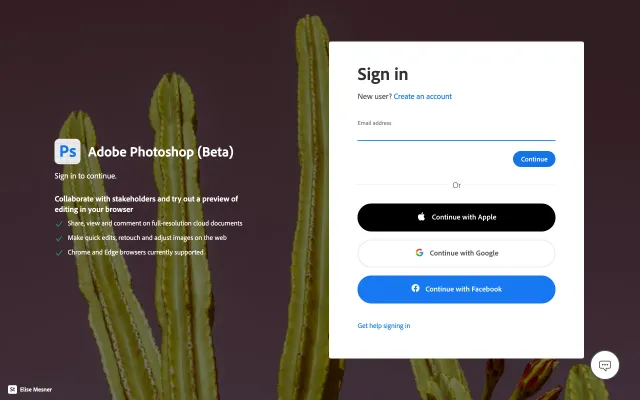 Ps Adobe Photoshop (Beta)
Sign in to continue.
Collaborate with stakeholders and try out a preview of
editing in your browser
Share, view and comment on full-resolution cloud documents
Make quick edits, retouch and adjust images on the web
Chrome and Edge browsers currently supported
St Elise Mesner
Sign in
New user? Create an account
Email address
Continue
Or
Continue with Apple
Continue with Google
Continue with Facebook
Get help signing in